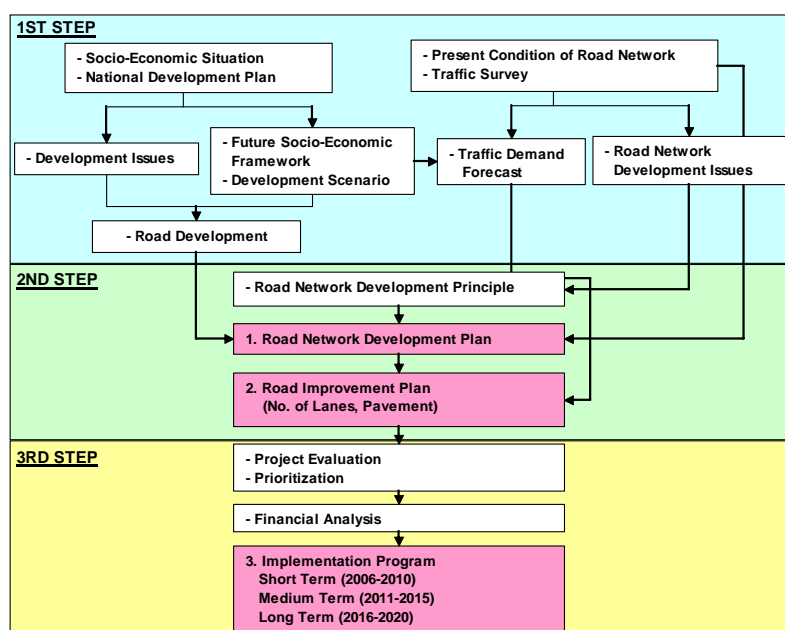 1ST STEP
- Socio-Economic Situation
- National Development Plan
- Present Condition of Road Network
- Traffic Survey
- Development Issues
- Future Socio-Economic
Framework
- Development Scenario
- Traffic Demand
Forecast
- Road Network
Development Issues
- Road Development
2ND STEP
- Road Network Development Principle
1. Road Network Development Plan
2. Road Improvement Plan
(No. of Lanes, Pavement)
3RD STEP
- Project Evaluation
- Prioritization
- Financial Analysis
3. Implementation Program
Short Term (2006-2010)
Medium Term (2011-2015)
Long Term (2016-2020)